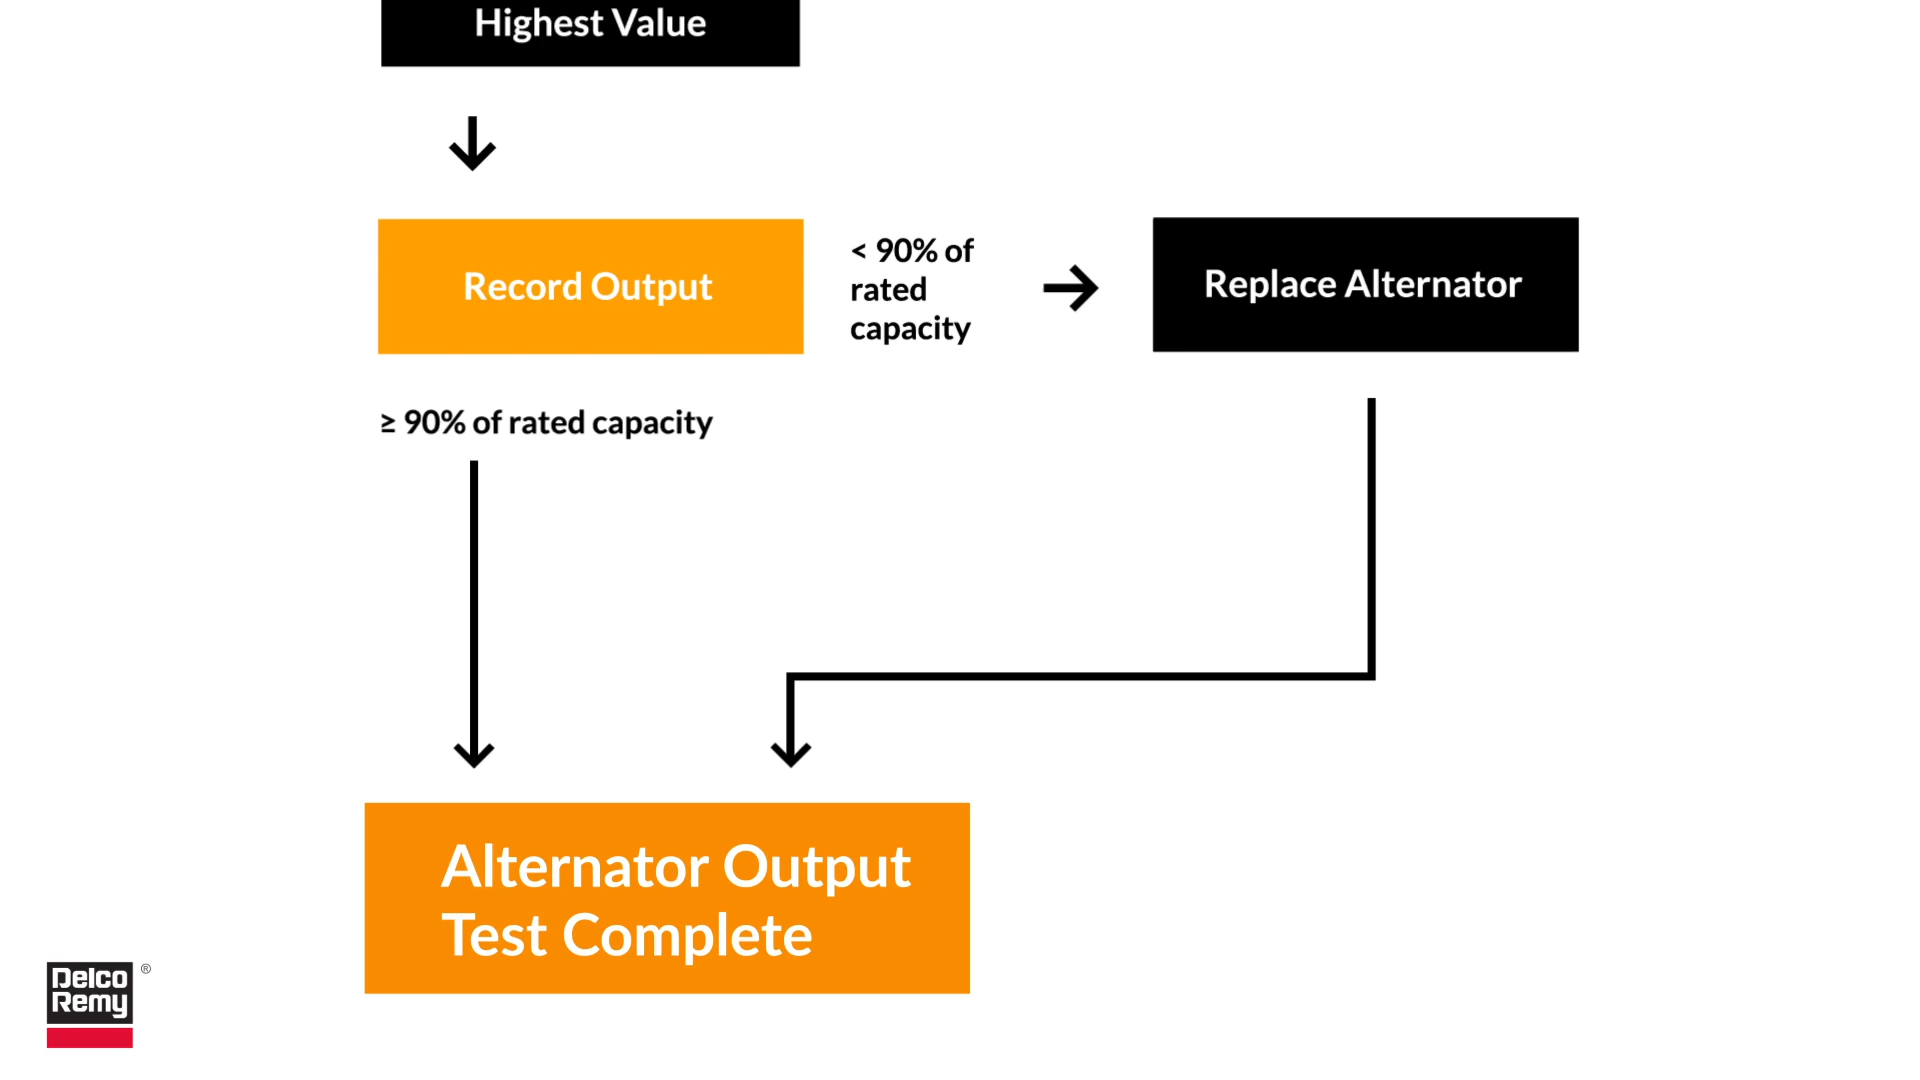 Highest Value
Record Output
< 90% of
rated
capacity
Replace Alternator
≥ 90% of rated capacity
Alternator Output
Test Complete
Delco
Remy
®